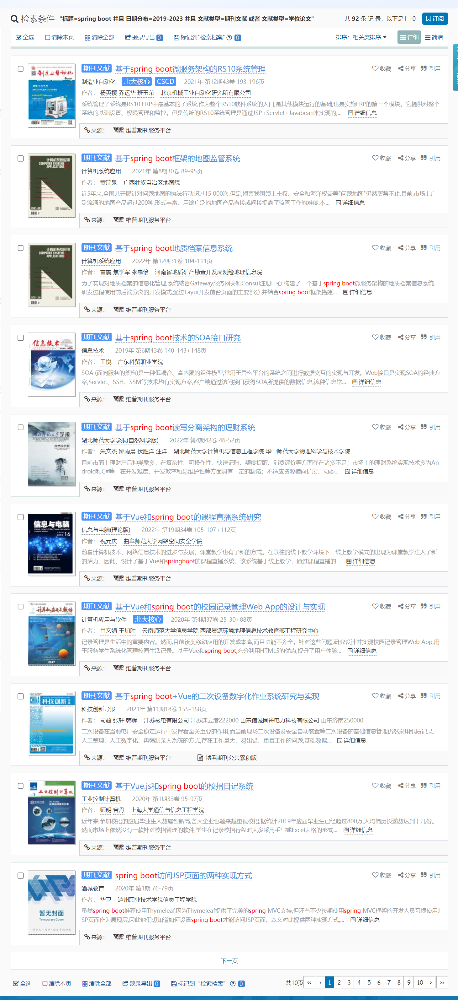 检索条件 "标题=spring boot 并且 日期分布=2019-2023 并且 文献类型=期刊文献 或者 文献类型=学位论文" 共 92 条 记 录，以下是1-10 订阅
全选 清除本页 清除全部 题录导出 0 标记到"检索档案" 0 排序：相关度排序 详细 简洁
期刊文献 基于spring boot微服务架构的RS10系统管理 收藏 分享 引用
制造业自动化 北大核心 CSCD 2021年 第12期43卷 193-196页
作者： 杨英樱 乔运华 班玉荣 北京机械工业自动化研究所有限公司
系统管理子系统是RS10 ERP中最基本的子系统,作为整个RS10软件系统的入口,是其他模块运行的基础,也是实施ERP的第一个模块。它提供对整个
系统的基础设置、权限管理和监控。但是传统的RS10系统管理是通过JSP+Servlet+Javabean来实现的,... 详细信息
来源： 维普期刊服务平台
期刊文献 基于spring boot框架的地图监管系统 收藏 分享 引用
计算机系统应用 2021年 第8期30卷 89-95页
作者： 黄瑞泉 广西壮族自治区地图院
近5年来,全国共开展针对问题地图的执法行动超过15 000次,但是,损害我国领土主权、安全和海洋权益等"问题地图"仍然屡禁不止.目前,市场上广
泛流通的地图产品超过200种,形式丰富、用途广泛的地图产品直接或间接提高了监管工作的难度.本... 详细信息
来源： 维普期刊服务平台
期刊文献 基于spring boot地质档案信息系统 收藏 分享 引用
计算机系统应用 2022年 第12期31卷 104-111页
作者： 雷震 焦学军 张惠怡 河南省地质矿产勘查开发局测绘地理信息院
为了实现对地质档案的信息化管理,系统结合Gateway服务网关和Consul注册中心,构建了一个基于spring boot微服务架构的地质档案信息系统.
研发过程使用前后端分离的开发模式,通过Layui开发前台页面的主要部分,并结合spring boot框架搭建... 详细信息
来源： 维普期刊服务平台
期刊文献 基于spring boot技术的SOA接口研究 收藏 分享 引用
信息技术 2019年 第6期43卷 140-143+148页
作者： 王悦 广东科贸职业学院
SOA (面向服务的架构)是一种低耦合、高内聚的组件模型,常用于异构平台的系统之间进行数据交互的实现与开发。Web接口是实现SOA的经典方
案,Servlet、SSH、SSM等技术均有实现方案,客户端通过访问接口获得SOA所提供的数据信息,该种信息常... 详细信息
来源： 维普期刊服务平台
期刊文献 基于spring boot读写分离架构的理财系统 收藏 分享 引用
湖北师范大学学报(自然科学版) 2022年 第4期42卷 46-52页
作者： 朱文杰 姚雨晨 伏胜洋 汪洋 湖北师范大学计算机与信息工程学院 华中师范大学物理科学与技术学院
目前市面上理财产品种类繁多，在复杂性、可操作性、快速记账、额度提醒、消费评价等方面存在诸多不足；市场上的理财系统实现技术多为An
droid和C#等，在开发难度、开发效率和易维护性等方面具有一定的缺陷；不适应资源横向扩展、动态... 详细信息
来源： 维普期刊服务平台
期刊文献 基于Vue和spring boot的课程直播系统研究 收藏 分享 引用
信息与电脑(理论版) 2022年 第19期34卷 105-107+112页
作者： 祝元庆 曲阜师范大学网络空间安全学院
随着计算机技术、网络信息技术的进步与发展，课堂教学也有了新的方式。在以往的线下教学环境下，线上教学模式的出现为课堂教学注入了新
的活力。因此，设计了基于Vue和springboot的课程直播系统。该系统基于线上教学，通过课程直播的... 详细信息
来源： 维普期刊服务平台
期刊文献 基于Vue和spring boot的校园记录管理Web App的设计与实现 收藏 分享 引用
计算机应用与软件 北大核心 2020年 第4期37卷 25-30+88页
作者： 肖文娟 王加胜 云南师范大学信息学院 西部资源环境地理信息技术教育部工程研究中心
记录管理是生活中的重要内容。然而,目前该类移动应用的开发成本高,而且功能不齐全。针对这些问题,研究设计并实现校园记录管理Web App,用
于服务学生系统化管理校园生活记录。基于Vue和spring boot,充分利用HTML5的优点,提升了用户体验... 详细信息
来源： 维普期刊服务平台
期刊文献 基于spring boot+Vue的二次设备数字化作业系统研究与实现 收藏 分享 引用
科技创新导报 2021年 第11期18卷 155-158页
作者： 司超 张轩 韩辉 江苏核电有限公司 江苏连云港222000 山东信诚同舟电力科技有限公司 山东济南250000
二次设备在当前电厂安全稳定运行中发挥着至关重要的作用,而当前现场二次设备及安全自动装置等二次设备的基础信息管理仍然采用纸质记录、
人工整理、人工数字化、再强制录入系统的方式,存在工作量大、易出错、重复工作的问题,基础数据... 详细信息
来源： 维普期刊服务平台 博看期刊公共累积版
期刊文献 基于Vue.js和spring boot的校招日记系统 收藏 分享 引用
工业控制计算机 2020年 第1期33卷 95-97页
作者： 师明 曾丹 上海大学通信与信息工程学院
近年来,参加校招的应届毕业生人数屡创新高,各大企业也越来越重视校招,据统计2019年应届毕业生已经超过800万,人均简历投递数达到十几份。
然而市场上依然没有一款针对校招管理的软件,学生在记录校招行程时大多采用手写或Excel表格的形式... 详细信息
来源： 维普期刊服务平台
期刊文献 spring boot访问JSP页面的两种实现方式 收藏 分享 引用
酒城教育 2020年 第1期 76-79页
作者： 华卫 泸州职业技术学院信息工程学院
虽然spring boot推荐使用Thymeleaf,因为Thymeleaf提供了完美的spring MVC支持,但还有不少长期使用spring MVC框架的开发人员习惯使用J
SP页面作为展现层,因此他们想知道如何设置spring boot才能访问JSP页面。本文对此提供两种实现方式,... 详细信息
暂无封面
Temporary Cover
来源： 维普期刊服务平台
下一页
全选 清除本页 清除全部 题录导出 0 标记到“检索档案” 0 共10页 ‹‹ ‹ 1 2 3 4 5 6 7 8 9 10 › ››